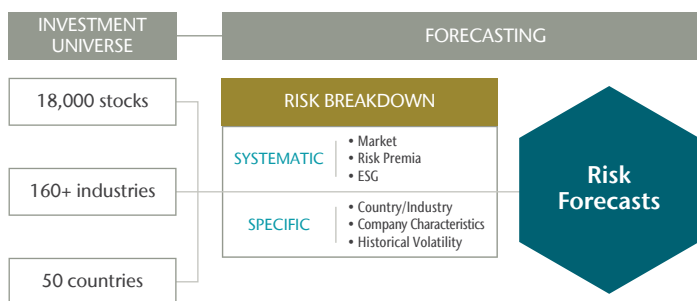 INVESTMENT
UNIVERSE
FORECASTING
18,000 stocks
160+ industries
50 countries
RISK BREAKDOWN
SYSTEMATIC
• Market
• Risk Premia
• ESG
SPECIFIC
• Country/Industry
• Company Characteristics
• Historical Volatility
Risk
Forecasts